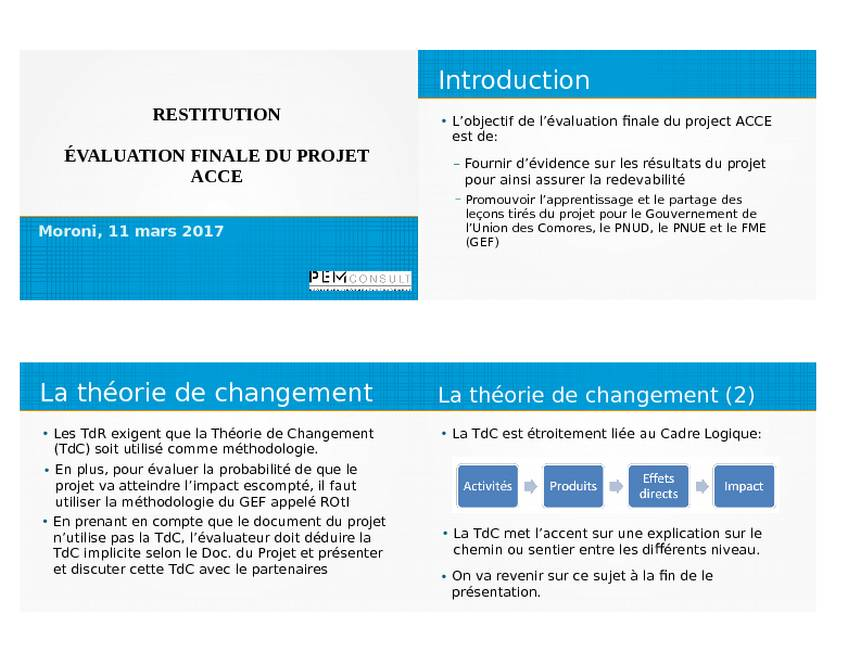 RESTITUTION
ÉVALUATION FINALE DU PROJET
ACCE
Moroni, 11 mars 2017
PEMCONSULT
Introduction
• L’objectif de l’évaluation finale du project ACCE
est de:
– Fournir d’évidence sur les résultats du projet
pour ainsi assurer la redevabilité
– Promouvoir l’apprentissage et le partage des
leçons tirés du projet pour le Gouvernement de
l’Union des Comores, le PNUD, le PNUE et le FME
(GEF)
La théorie de changement
• Les TdR exigent que la Théorie de Changement
(TdC) soit utilisé comme méthodologie.
• En plus, pour évaluer la probabilité de que le
projet va atteindre l’impact escompté, il faut
utiliser la méthodologie du GEF appelé ROtI
• En prenant en compte que le document du projet
n’utilise pas la TdC, l’évaluateur doit déduire la
TdC implicite selon le Doc. du Projet et présenter
et discuter cette TdC avec le partenaires
La théorie de changement (2)
• La TdC est étroitement liée au Cadre Logique:
Activités
Produits
Effets
directs
Impact
• La TdC met l’accent sur une explication sur le
chemin ou sentier entre les différents niveau.
• On va revenir sur ce sujet à la fin de le
présentation.